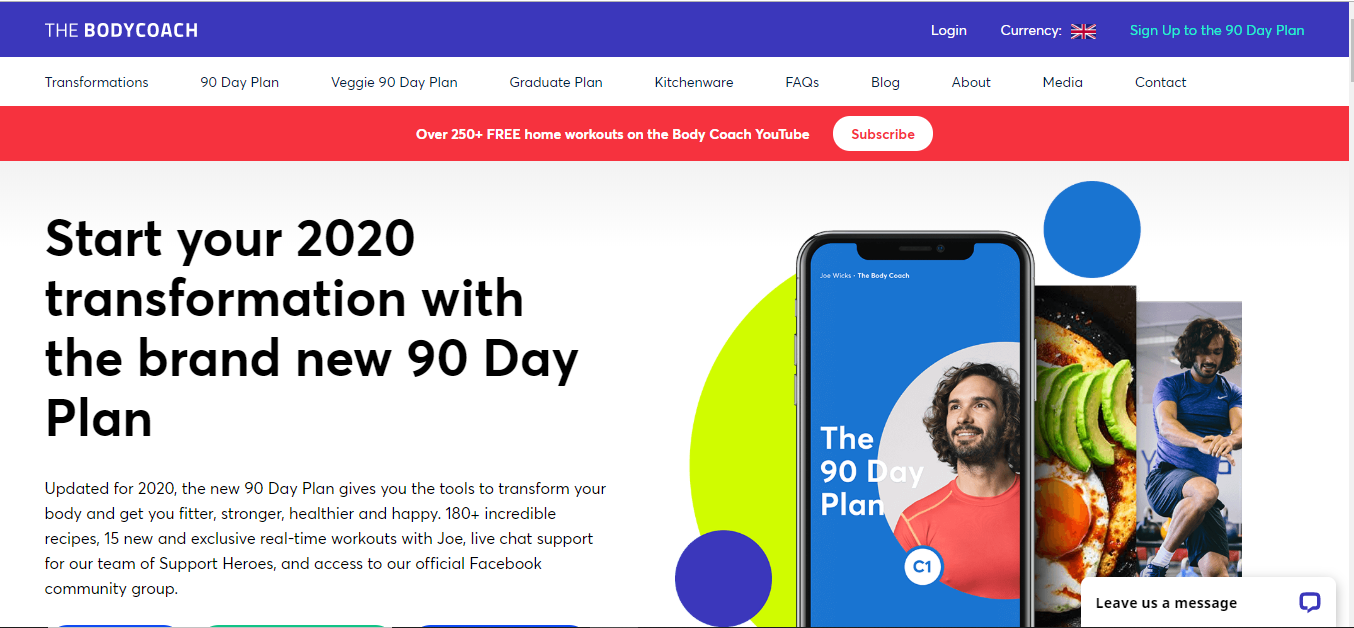 THE BODYCOACH
Login
Currency:
Sign Up to the 90 Day Plan
Transformations
90 Day Plan
Veggie 90 Day Plan
Graduate Plan
Kitchenware
FAQs
Blog
About
Media
Contact
Over 250+ FREE home workouts on the Body Coach YouTube
Subscribe
Start your 2020
transformation with
the brand new 90 Day
Plan
Updated for 2020, the new 90 Day Plan gives you the tools to transform your
body and get you fitter, stronger, healthier and happy. 180+ incredible
recipes, 15 new and exclusive real-time workouts with Joe, live chat support
for our team of Support Heroes, and access to our official Facebook
community group.
Joe Wicks - The Body Coach
The
90 Day
Plan
C1
Leave us a message